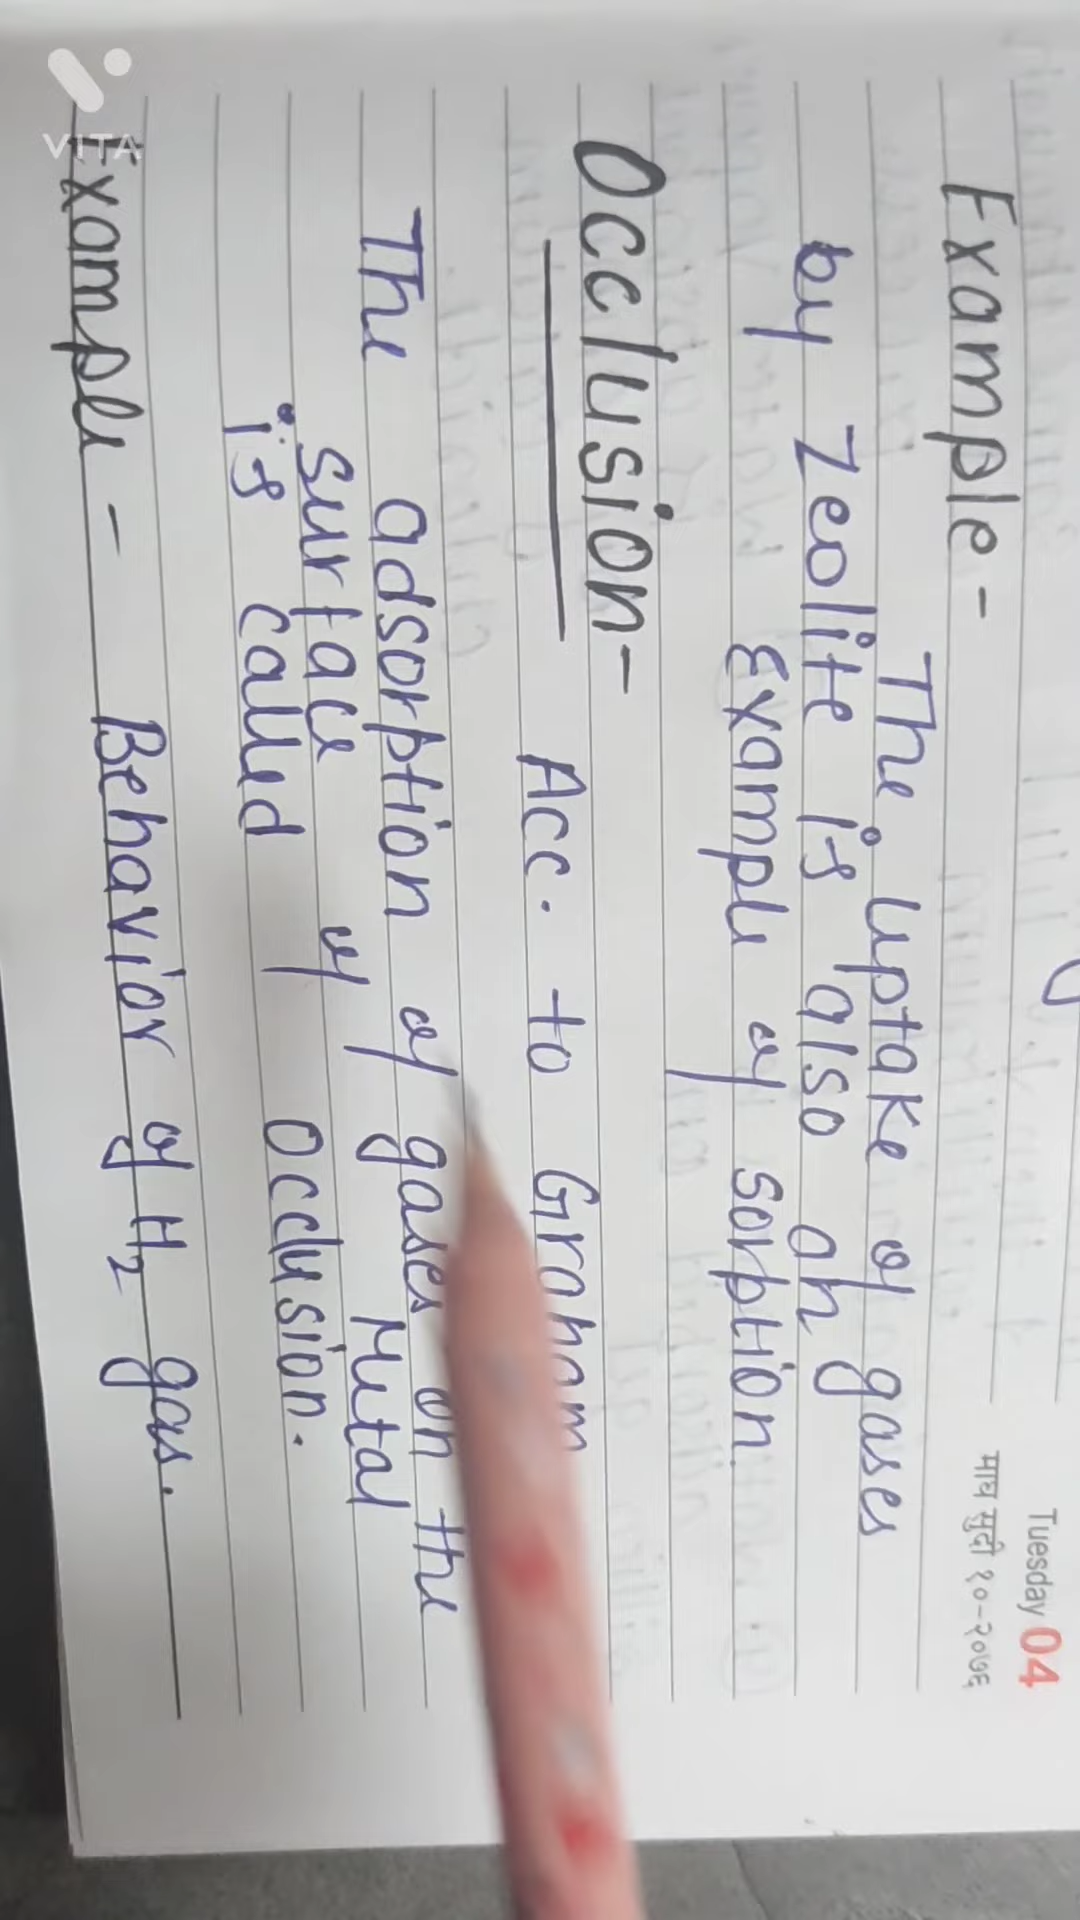 Tuesday 04
माघ सुदी १०-२०७६
Example -
The uptake of gases
by Zeolite is also an
Example of sorption.
Occlusion -
Acc. to Graham
The adsorption of gases on the
surface of Metal
is called Occlusion.
Example - Behavior of H2 gas.
VITA